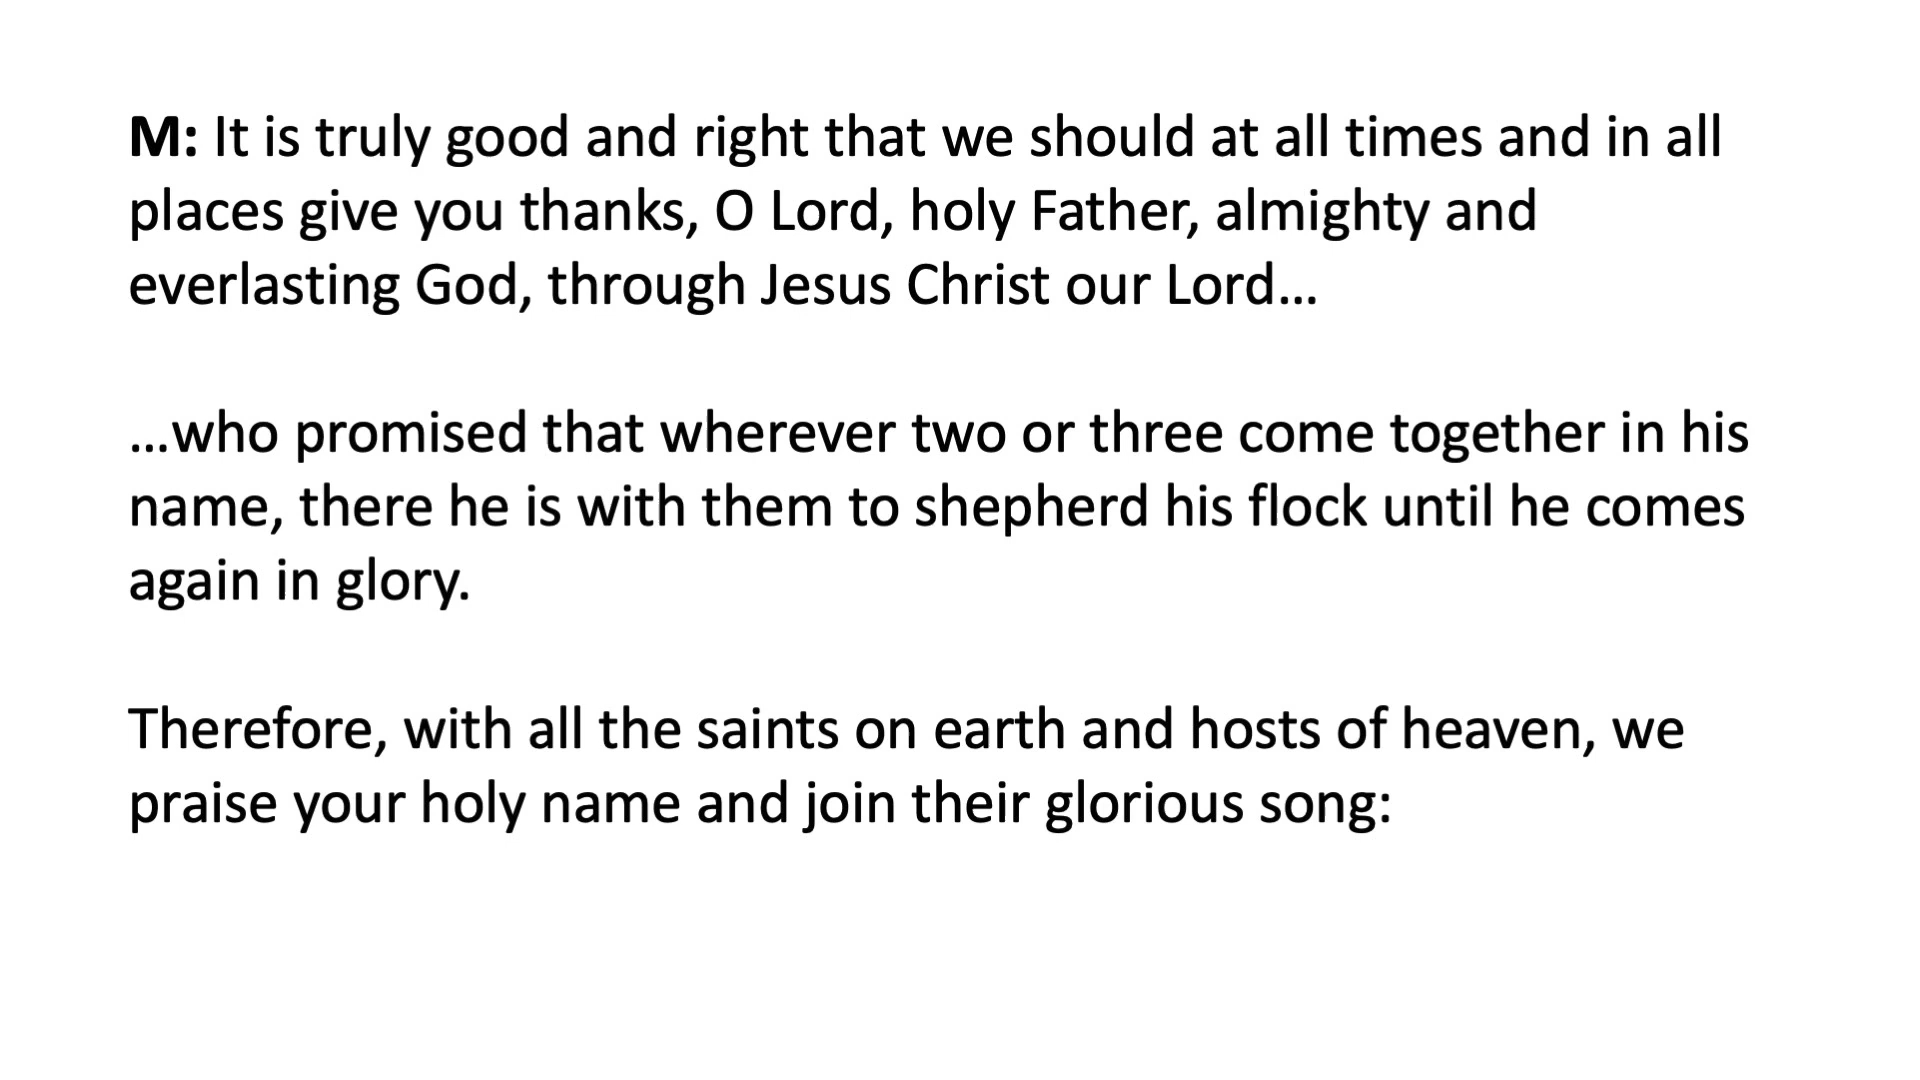 M: It is truly good and right that we should at all times and in all
places give you thanks, O Lord, holy Father, almighty and
everlasting God, through Jesus Christ our Lord…
…who promised that wherever two or three come together in his
name, there he is with them to shepherd his flock until he comes
again in glory.
Therefore, with all the saints on earth and hosts of heaven, we
praise your holy name and join their glorious song: